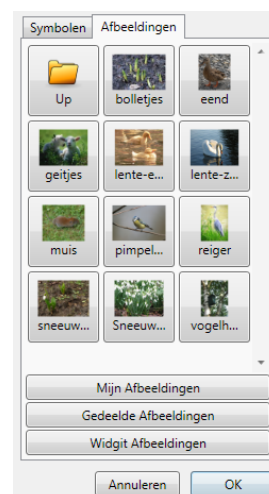 Symbolen Afbeeldingen
Up bolletjes eend
geitjes lente-e... lente-z...
muis pimpel... reiger
sneeuw... Sneeuw... vogelh...
Mijn Afbeeldingen
Gedeelde Afbeeldingen
Widgit Afbeeldingen
Annuleren OK